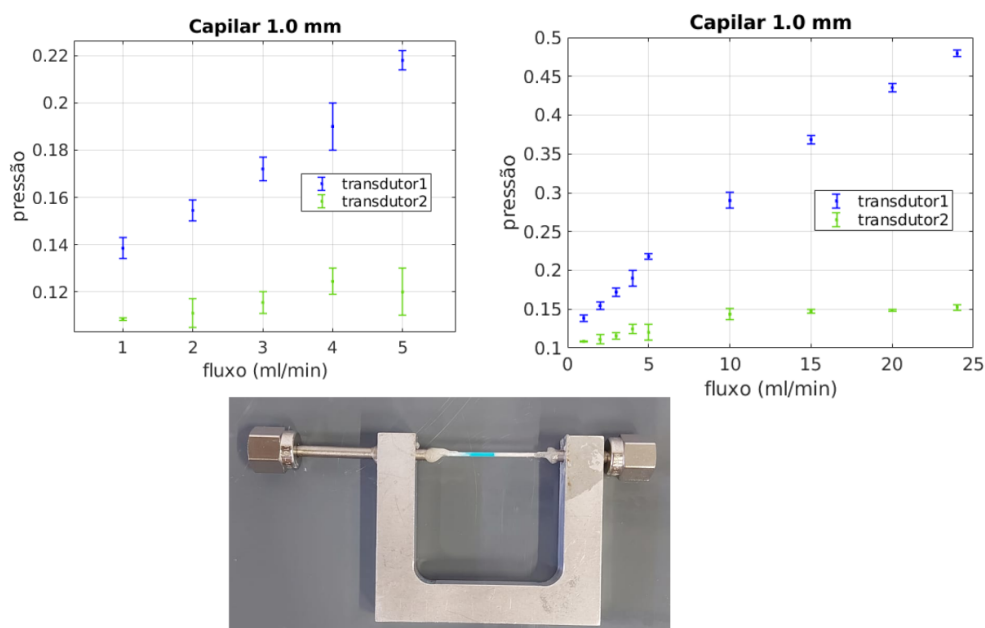 Capilar 1.0 mm
0.22
0.2
0.18
0.16
0.14
0.12
pressão
transdutor1
transdutor2
1 2 3 4 5
fluxo (ml/min)
Capilar 1.0 mm
0.5
0.45
0.4
0.35
0.3
0.25
0.2
0.15
0.1
pressão
transdutor1
transdutor2
0 5 10 15 20 25
fluxo (ml/min)